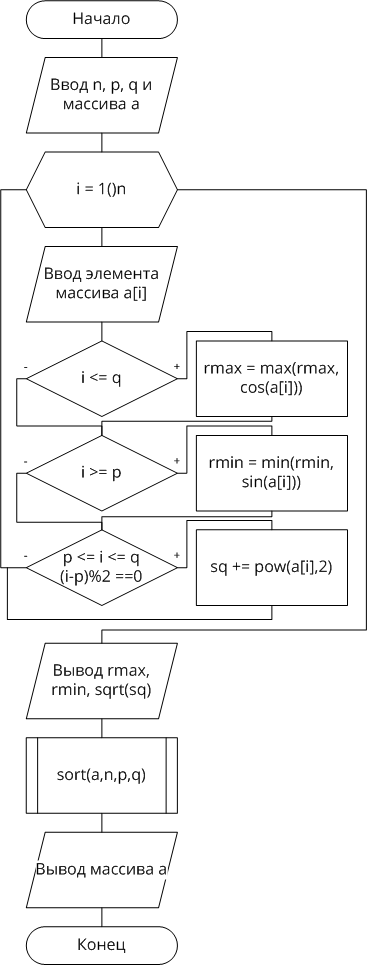 Начало
Ввод n, p, q и
массива a
i = 1()n
Ввод элемента
массива a[i]
-
i <= q
+
rmax = max(rmax,
cos(a[i]))
-
i >= p
+
rmin = min(rmin,
sin(a[i]))
-
p <= i <= q
(i-p)%2 ==0
+
sq += pow(a[i],2)
Вывод rmax,
rmin, sqrt(sq)
sort(a,n,p,q)
Вывод массива a
Конец